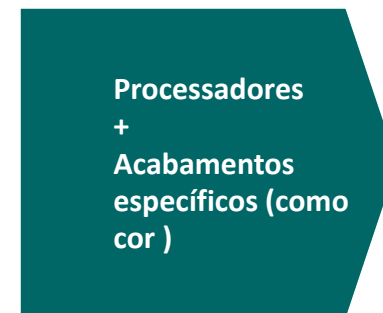 Processadores
+
Acabamentos
específicos (como
cor )